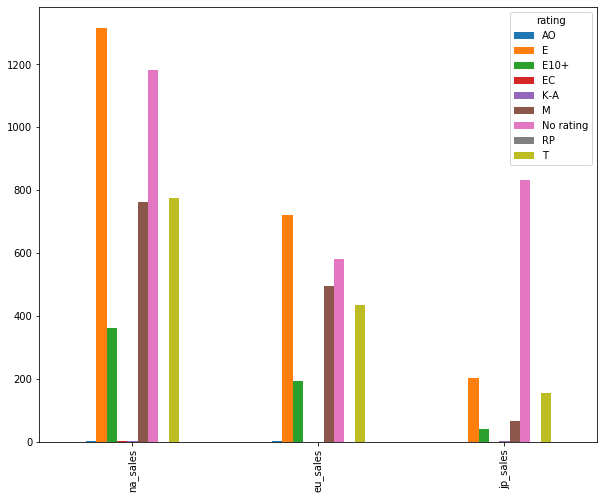 rating
AO
E
E10+
EC
K-A
M
No rating
RP
T
1200
1000
800
600
400
200
0
na_sales
eu_sales
jp_sales